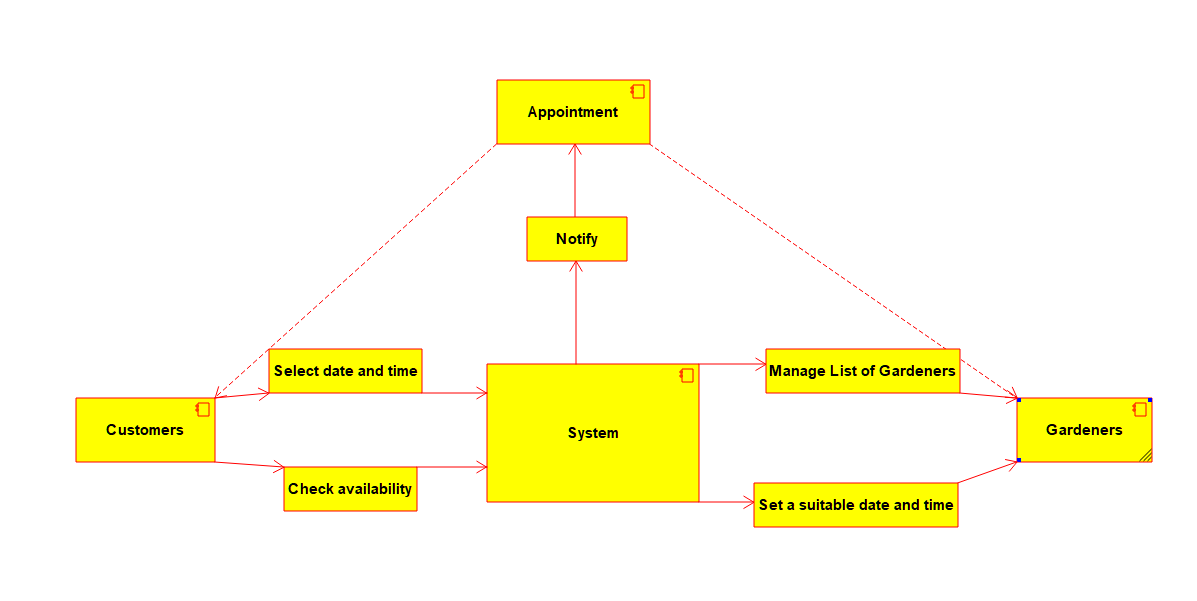 Appointment
Notify
Select date and time
Manage List of Gardeners
Customers
System
Gardeners
Check availability
Set a suitable date and time